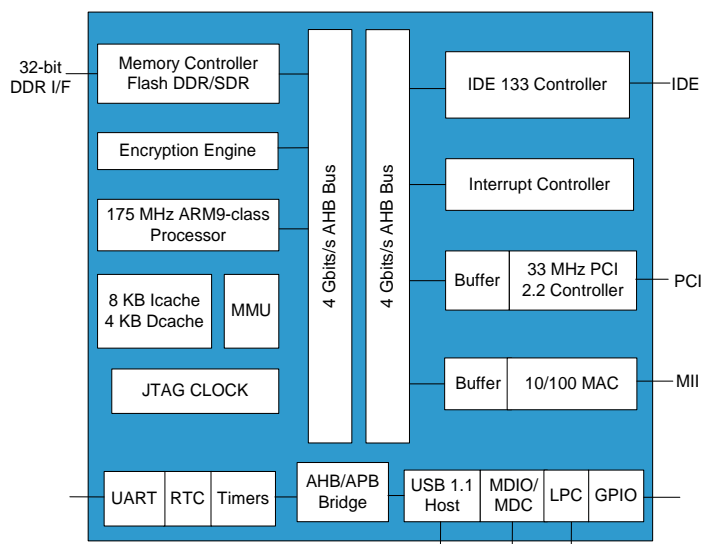 32-bit
DDR I/F
Memory Controller
Flash DDR/SDR
Encryption Engine
175 MHz ARM9-class
Processor
8 KB Icache
4 KB Dcache
MMU
JTAG CLOCK
4 Gbits/s AHB Bus
4 Gbits/s AHB Bus
IDE 133 Controller
IDE
Interrupt Controller
Buffer
33 MHz PCI
2.2 Controller
PCI
Buffer
10/100 MAC
MII
UART
RTC
Timers
AHB/APB
Bridge
USB 1.1
Host
MDIO/
MDC
LPC
GPIO